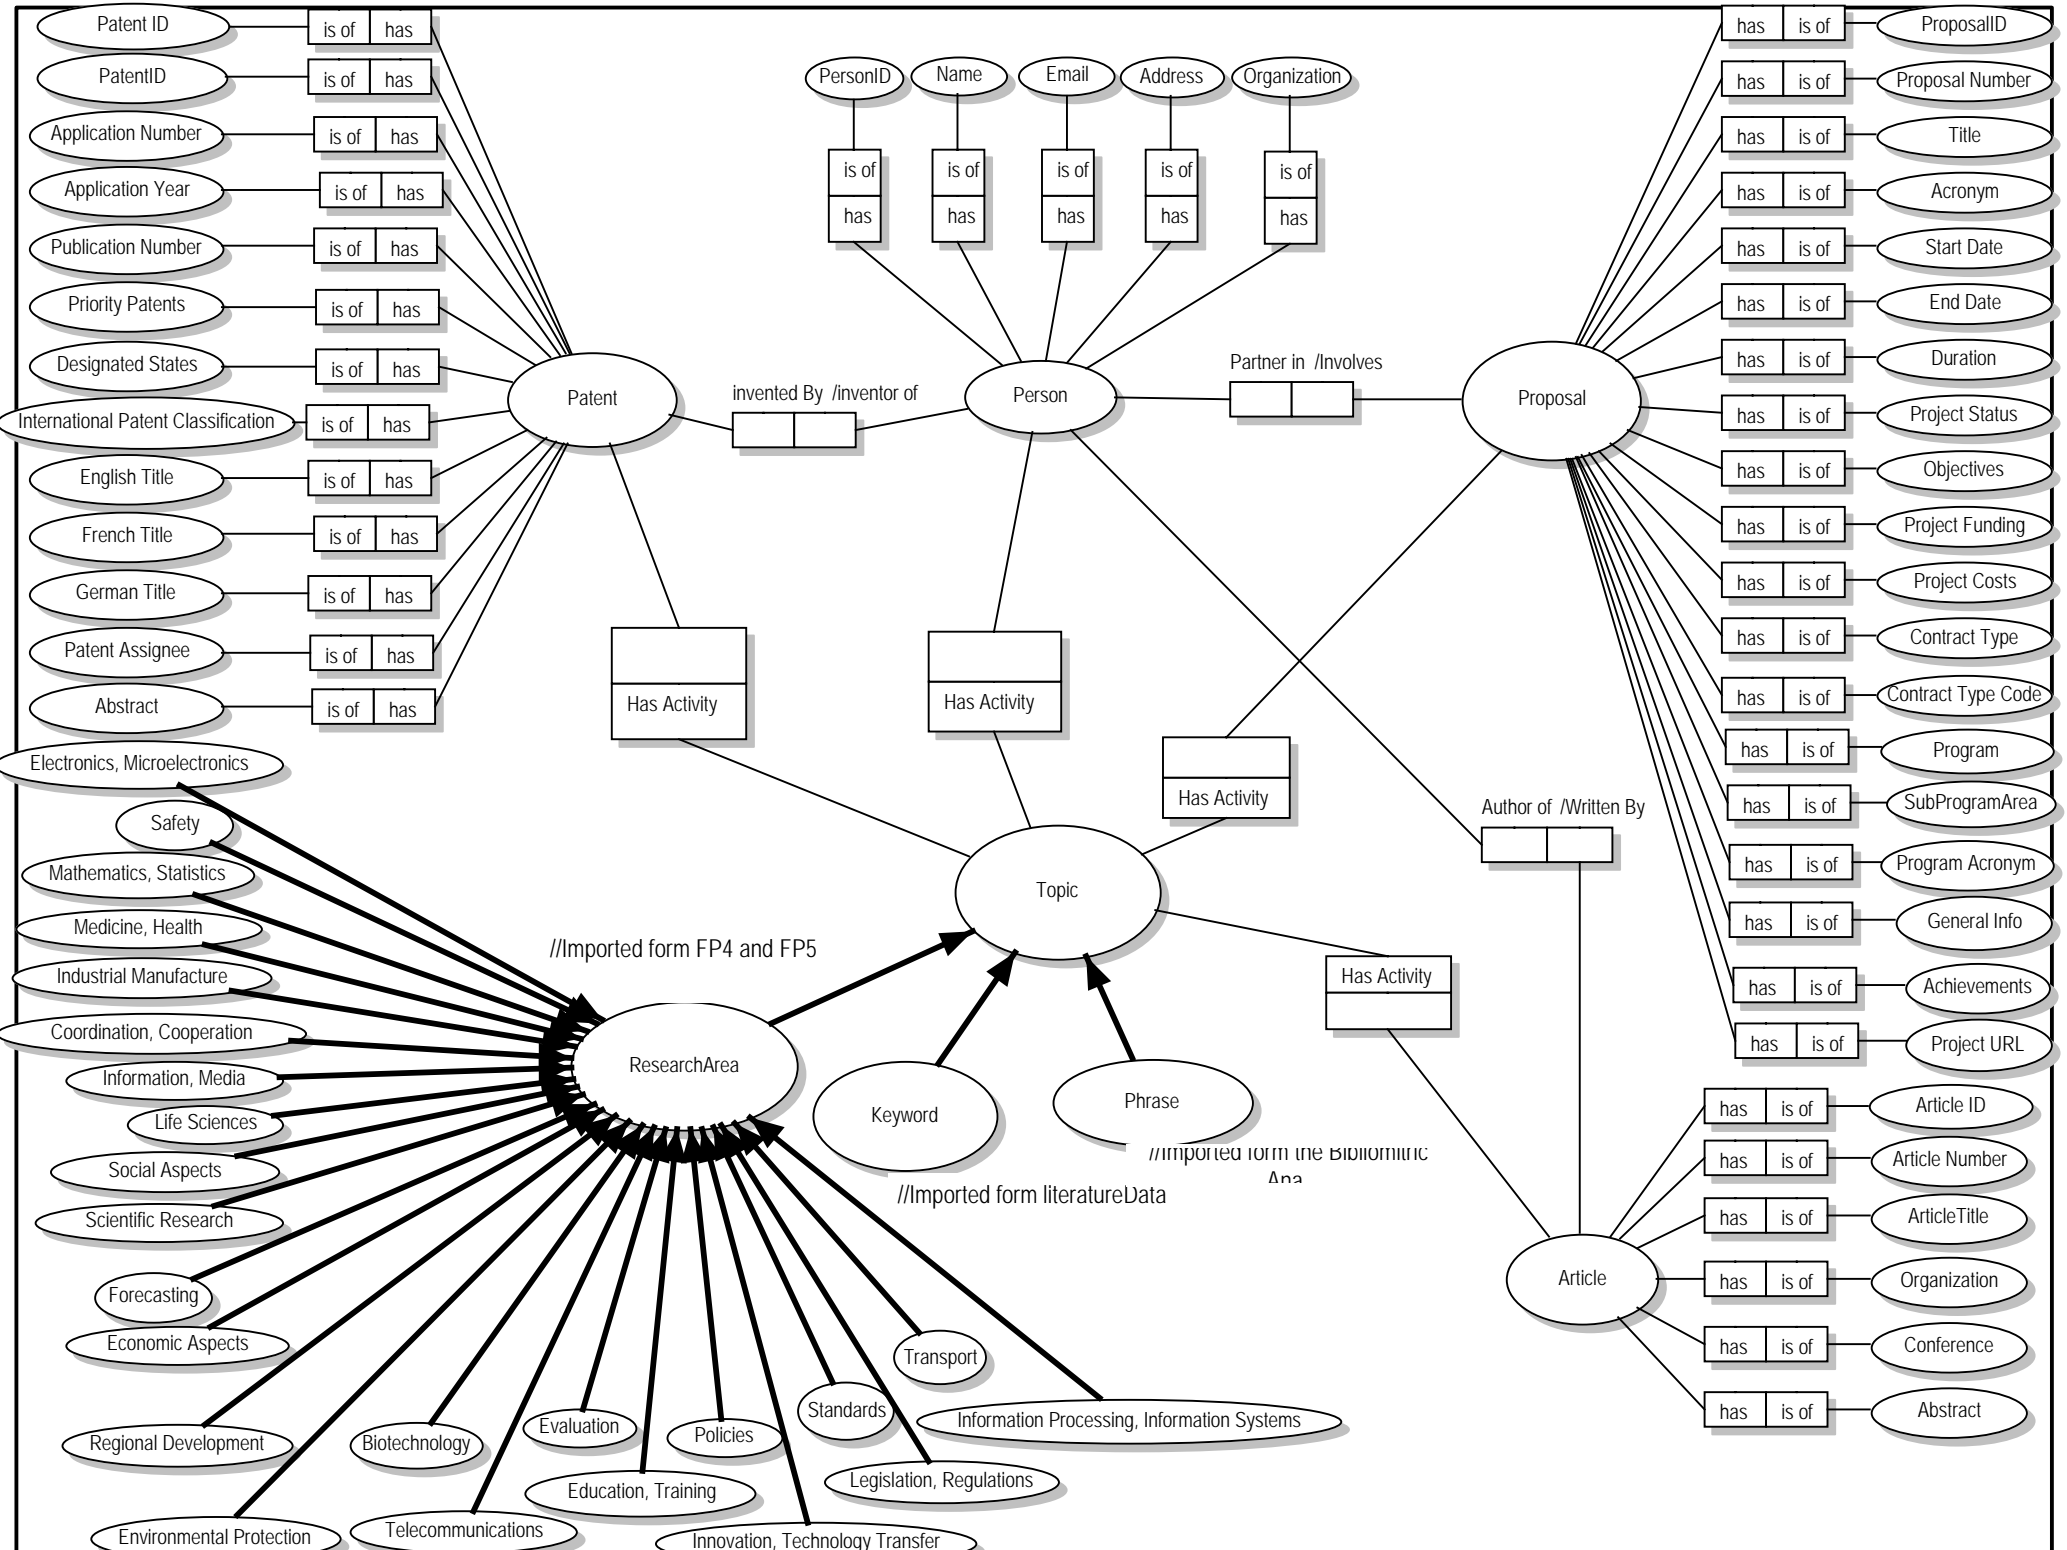 Patent ID
is of has
PatentID
is of has
Application Number
is of has
Application Year
is of has
Publication Number
is of has
Priority Patents
is of has
Designated States
is of has
International Patent Classification
is of has
English Title
is of has
French Title
is of has
German Title
is of has
Patent Assignee
is of has
Abstract
is of has
PersonID
Name
Email
Address
Organization
is of
is of
is of
is of
is of
has
has
has
has
has
Patent
invented By /inventor of
Person
Partner in /Involves
Proposal
has is of
ProposalID
has is of
Proposal Number
has is of
Title
has is of
Acronym
has is of
Start Date
has is of
End Date
has is of
Duration
has is of
Project Status
has is of
Objectives
has is of
Project Funding
has is of
Project Costs
has is of
Contract Type
has is of
Contract Type Code
has is of
Program
has is of
SubProgramArea
has is of
Program Acronym
has is of
General Info
has is of
Achievements
has is of
Project URL
Has Activity
Has Activity
Has Activity
Author of /Written By
Topic
Has Activity
Electronics, Microelectronics
Safety
Mathematics, Statistics
Medicine, Health
Industrial Manufacture
Coordination, Cooperation
Information, Media
Life Sciences
Social Aspects
Scientific Research
Forecasting
Economic Aspects
Regional Development
Environmental Protection
Biotechnology
Telecommunications
Evaluation
Education, Training
Policies
Innovation, Technology Transfer
Standards
Legislation, Regulations
Transport
Information Processing, Information Systems
//Imported form FP4 and FP5
ResearchArea
Keyword
Phrase
//Imported form the Bibliomitric
Ana
//Imported form literatureData
Article
has is of
Article ID
has is of
Article Number
has is of
ArticleTitle
has is of
Organization
has is of
Conference
has is of
Abstract